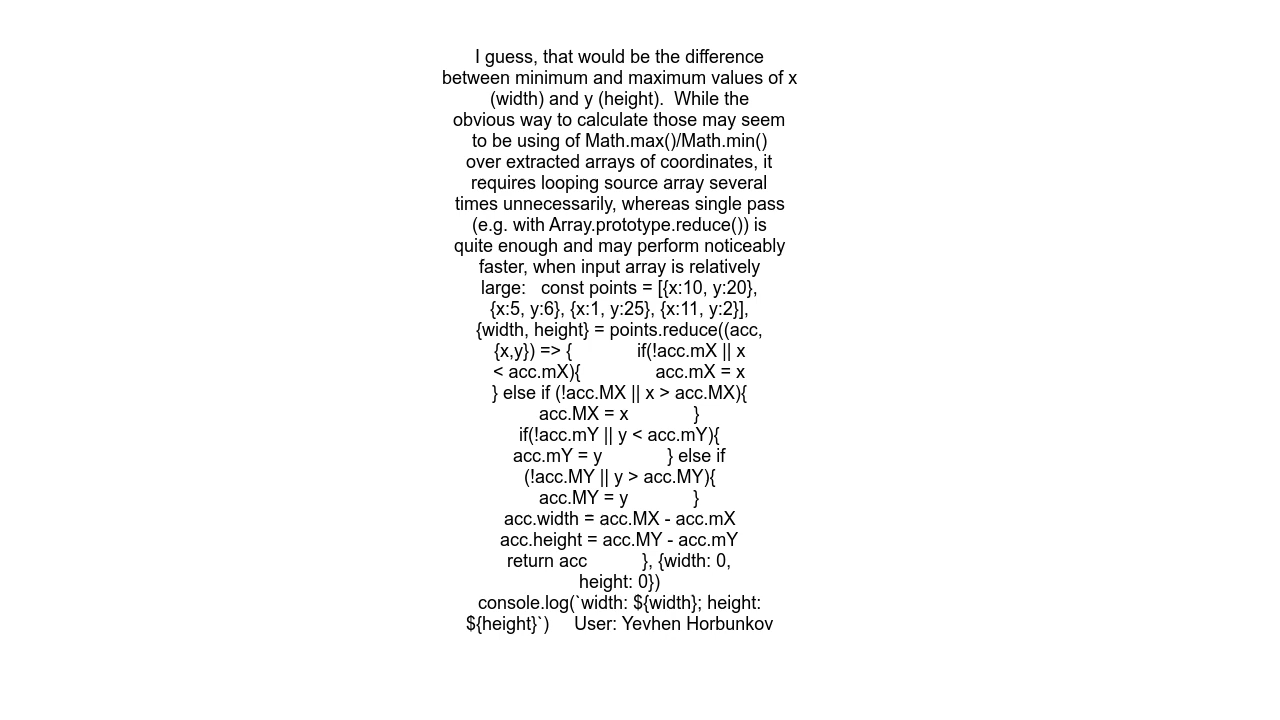 I guess, that would be the difference
between minimum and maximum values of x
(width) and y (height).  While the
obvious way to calculate those may seem
to be using of Math.max()/Math.min()
over extracted arrays of coordinates, it
requires looping source array several
times unnecessarily, whereas single pass
(e.g. with Array.prototype.reduce()) is
quite enough and may perform noticeably
faster, when input array is relatively
large:   const points = [{x:10, y:20},
{x:5, y:6}, {x:1, y:25}, {x:11, y:2}],
{width, height} = points.reduce((acc,
{x,y}) => {             if(!acc.mX || x
< acc.mX){               acc.mX = x
} else if (!acc.MX || x > acc.MX){
acc.MX = x             }
if(!acc.mY || y < acc.mY){
acc.mY = y             } else if
(!acc.MY || y > acc.MY){
acc.MY = y             }
acc.width = acc.MX - acc.mX
acc.height = acc.MY - acc.mY
return acc           }, {width: 0,
height: 0})
console.log(`width: ${width}; height:
${height}`)     User: Yevhen Horbunkov